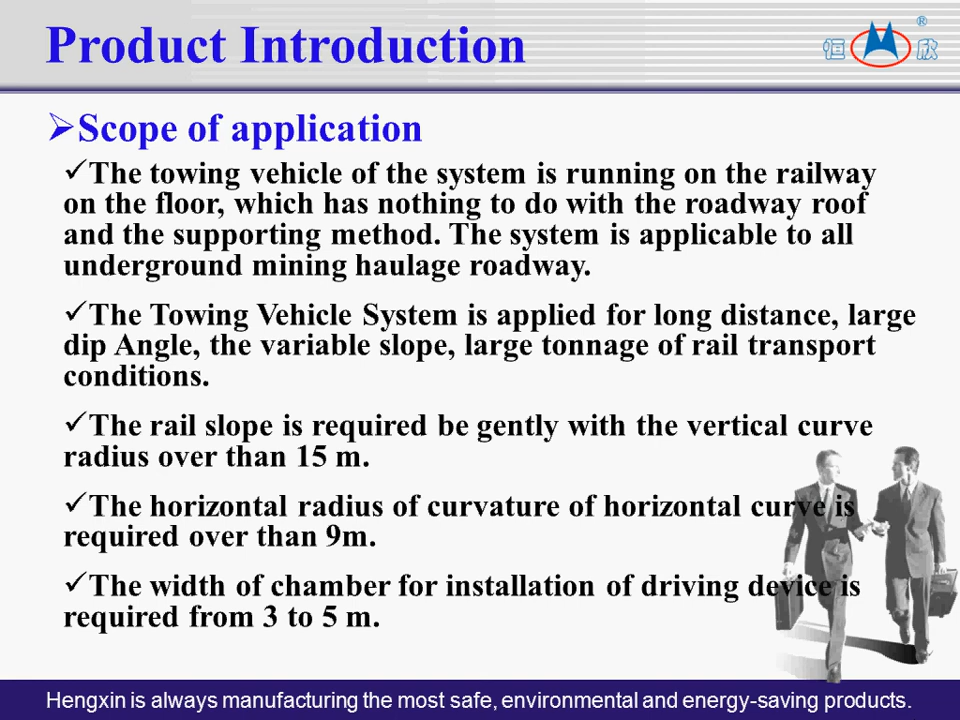 Product Introduction
®
恒 欣
➢Scope of application
✓The towing vehicle of the system is running on the railway
on the floor, which has nothing to do with the roadway roof
and the supporting method. The system is applicable to all
underground mining haulage roadway.
✓The Towing Vehicle System is applied for long distance, large
dip Angle, the variable slope, large tonnage of rail transport
conditions.
✓The rail slope is required be gently with the vertical curve
radius over than 15 m.
✓The horizontal radius of curvature of horizontal curve is
required over than 9m.
✓The width of chamber for installation of driving device is
required from 3 to 5 m.
Hengxin is always manufacturing the most safe, environmental and energy-saving products.